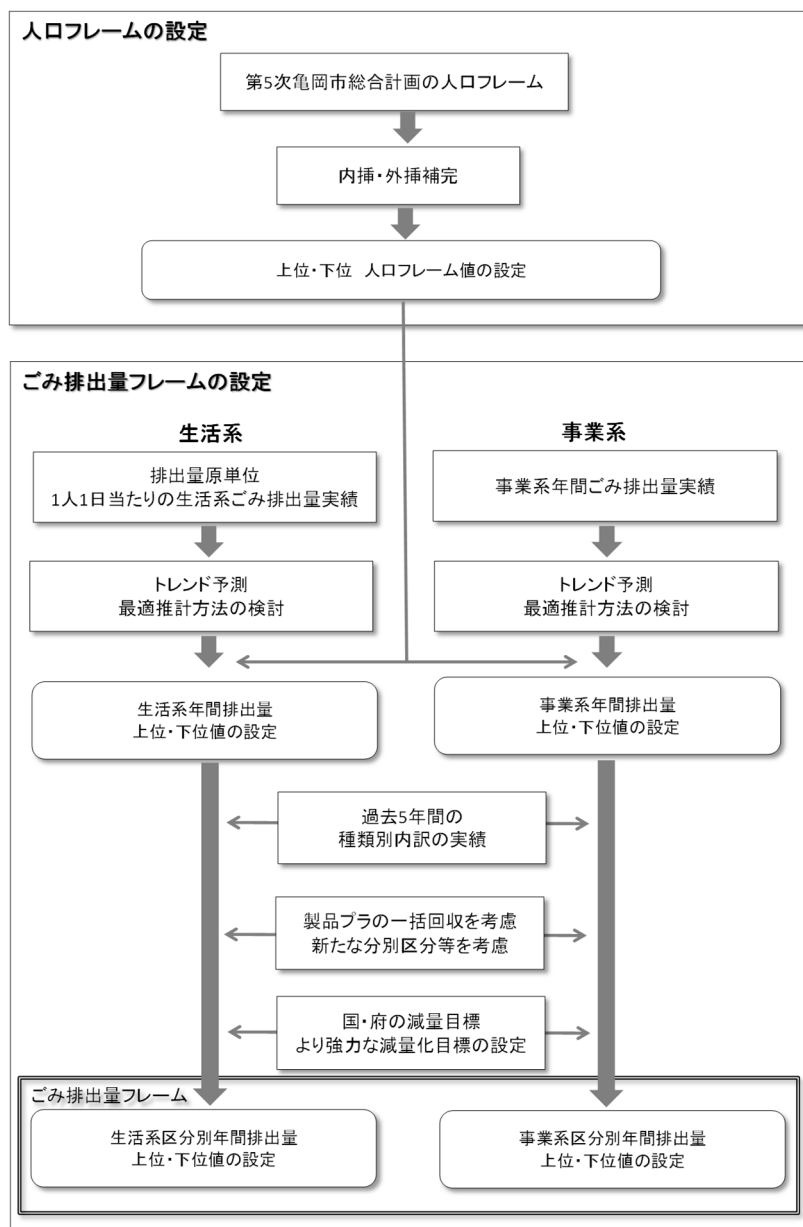 人口フレームの設定
第5次亀岡市総合計画の人口フレーム
内挿・外挿補完
上位・下位 人口フレーム値の設定
ごみ排出量フレームの設定
生活系
事業系
排出量原単位
1人1日当たりの生活系ごみ排出量実績
事業系年間ごみ排出量実績
トレンド予測
最適推計方法の検討
トレンド予測
最適推計方法の検討
生活系年間排出量
上位・下位値の設定
事業系年間排出量
上位・下位値の設定
過去5年間の
種類別内訳の実績
製品プラの一括回収を考慮
新たな分別区分等を考慮
国・府の減量目標
より強力な減量化目標の設定
ごみ排出量フレーム
生活系区分別年間排出量
上位・下位値の設定
事業系区分別年間排出量
上位・下位値の設定